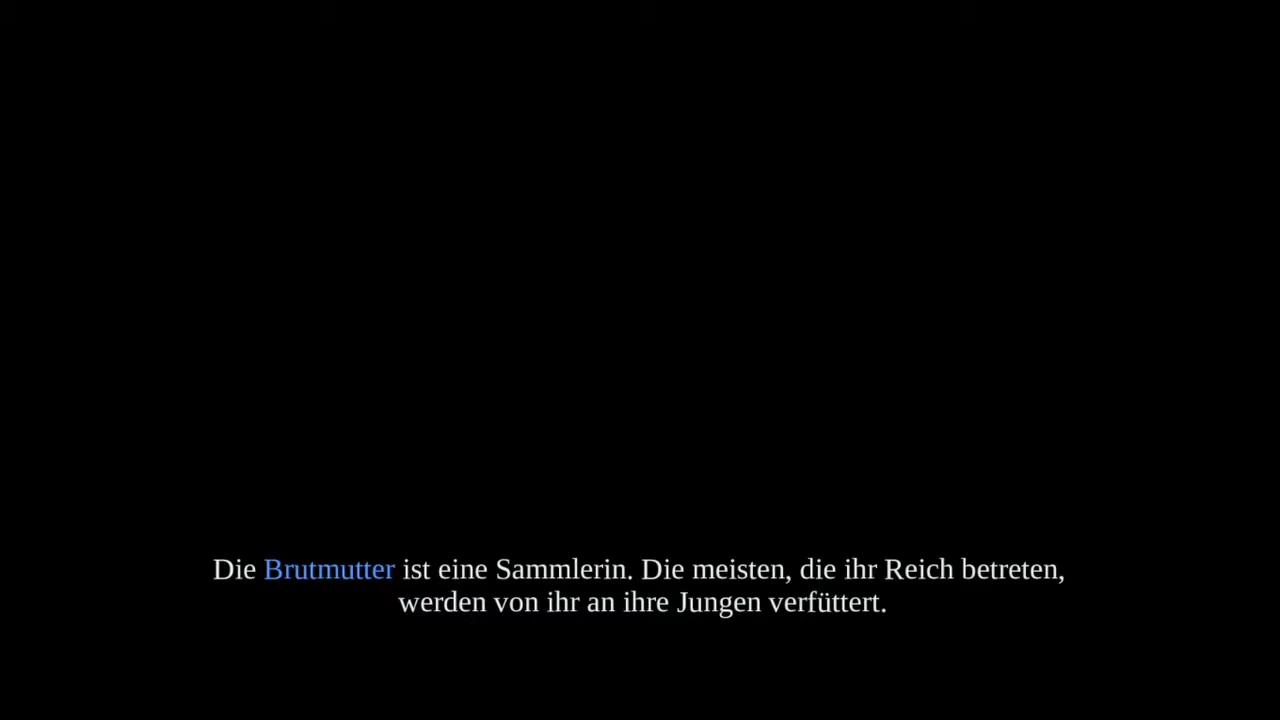 Die Brutmutter ist eine Sammlerin. Die meisten, die ihr Reich betreten,
werden von ihr an ihre Jungen verfüttert.